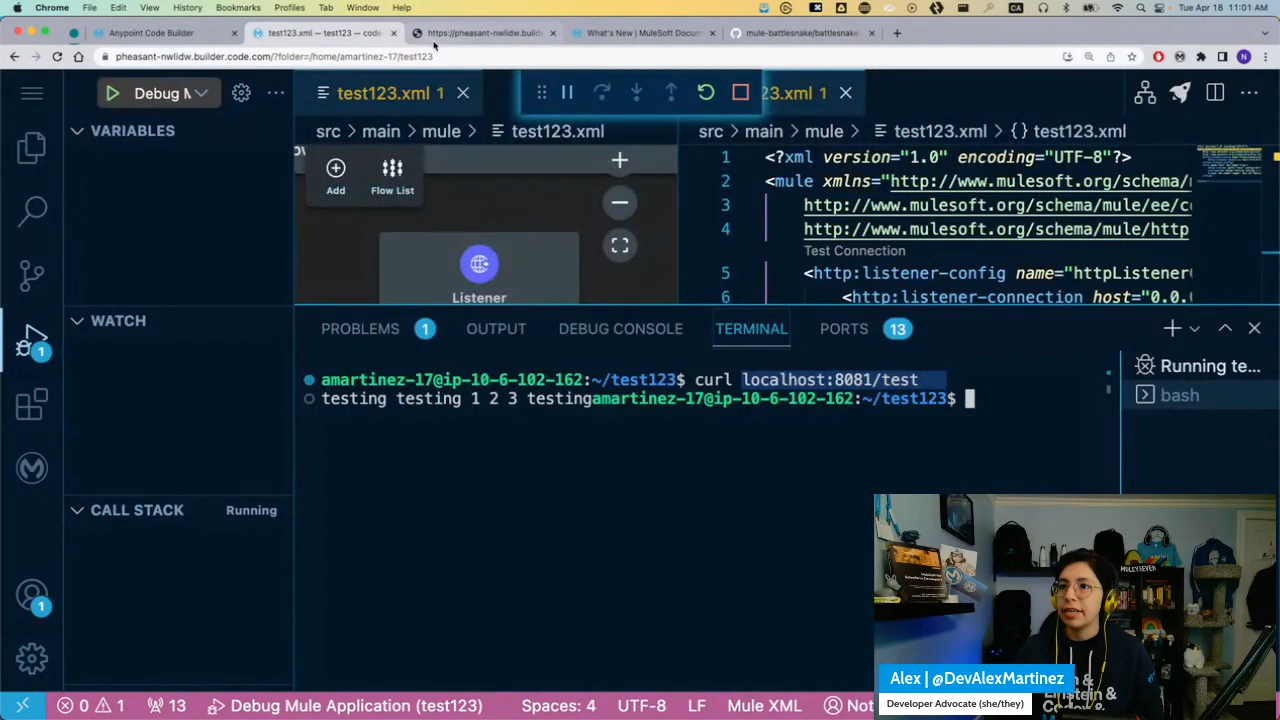 Chrome File Edit View History Bookmarks Profiles Tab Window Help
CA Tue Apr 18 11:01 AM
Anypoint Code Builder
test123.xml — test123 — code
https://pheasant-nwlidw.build
What's New | MuleSoft Docum
mule-battlesnake/battlesnake
pheasant-nwlidw.builder.code.com/?folder=/home/amartinez-17/test123
N
Debug M
VARIABLES
WATCH
CALL STACK Running
test123.xml 1
23.xml 1
src > main > mule > test123.xml
src > main > mule > test123.xml > {} test123.xml
Add
Flow List
Listener
1 <?xml version="1.0" encoding="UTF-8"?>
2 <mule xmlns="http://www.mulesoft.org/schema/
3 http://www.mulesoft.org/schema/mule/ee/c
4 http://www.mulesoft.org/schema/mule/http
Test Connection
5 <http:listener-config name="httpListener
6 <http:listener-connection host="0.0.
PROBLEMS 1 OUTPUT DEBUG CONSOLE TERMINAL PORTS 13
amartinez-17@ip-10-6-102-162:~/test123$ curl localhost:8081/test
testing testing 1 2 3 testingamartinez-17@ip-10-6-102-162:~/test123$
Running te...
bash
1
1
0 1 13 Debug Mule Application (test123) Spaces: 4 UTF-8 LF Mule XML Not
MULEY4EVER
Alex | @DevAlexMartinez
Developer Advocate (she/they)